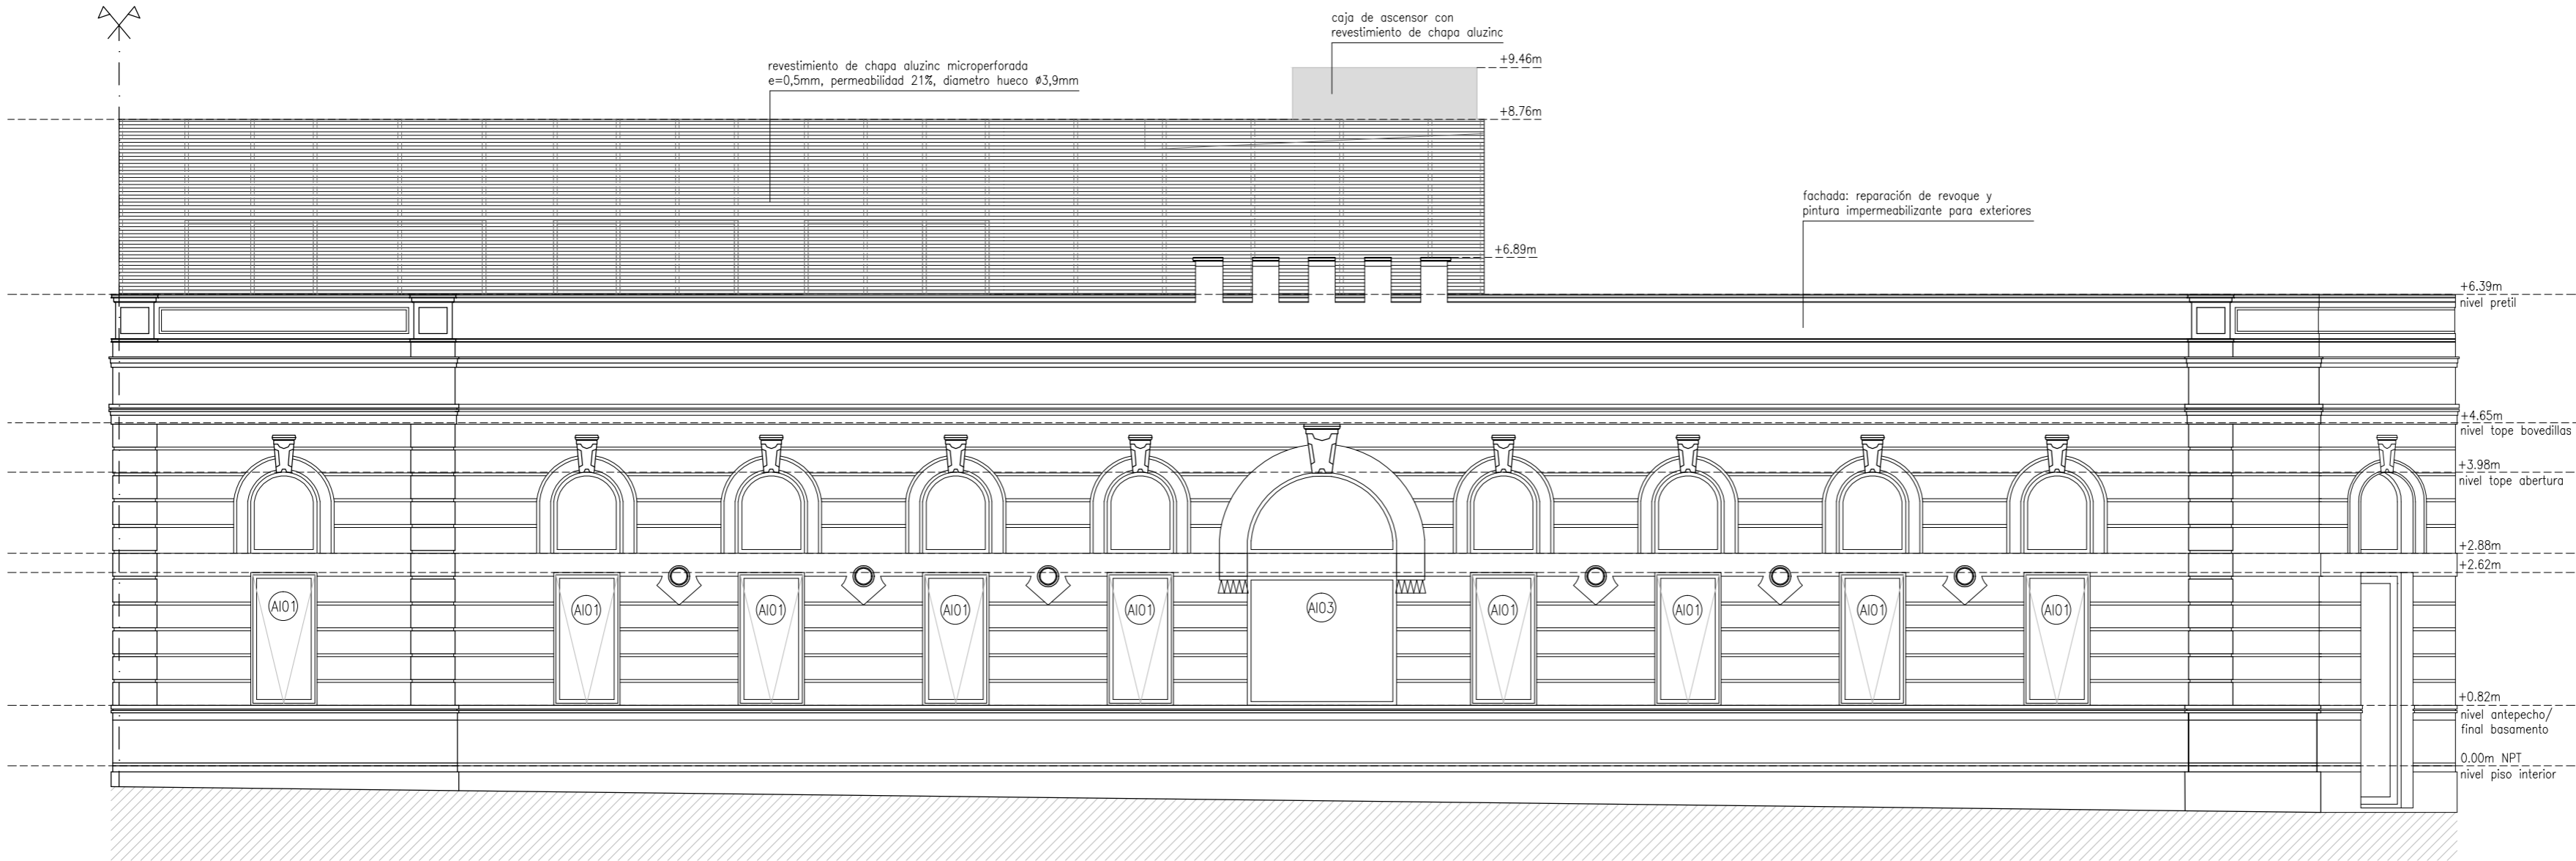 caja de ascensor con
revestimiento de chapa aluzinc
+9.46m
revestimiento de chapa aluzinc microperforada
e=0,5mm, permeabilidad 21%, diametro hueco ø3,9mm
+8.76m
fachada: reparación de revoque y
pintura impermeabilizante para exteriores
+6.89m
+6.39m
nivel pretil
+4.65m
nivel tope bovedillas
+3.98m
nivel tope abertura
+2.88m
+2.62m
AI01
AI01
AI01
AI01
AI01
AI03
AI01
AI01
AI01
AI01
+0.82m
nivel antepecho/
final basamento
0.00m NPT
nivel piso interior